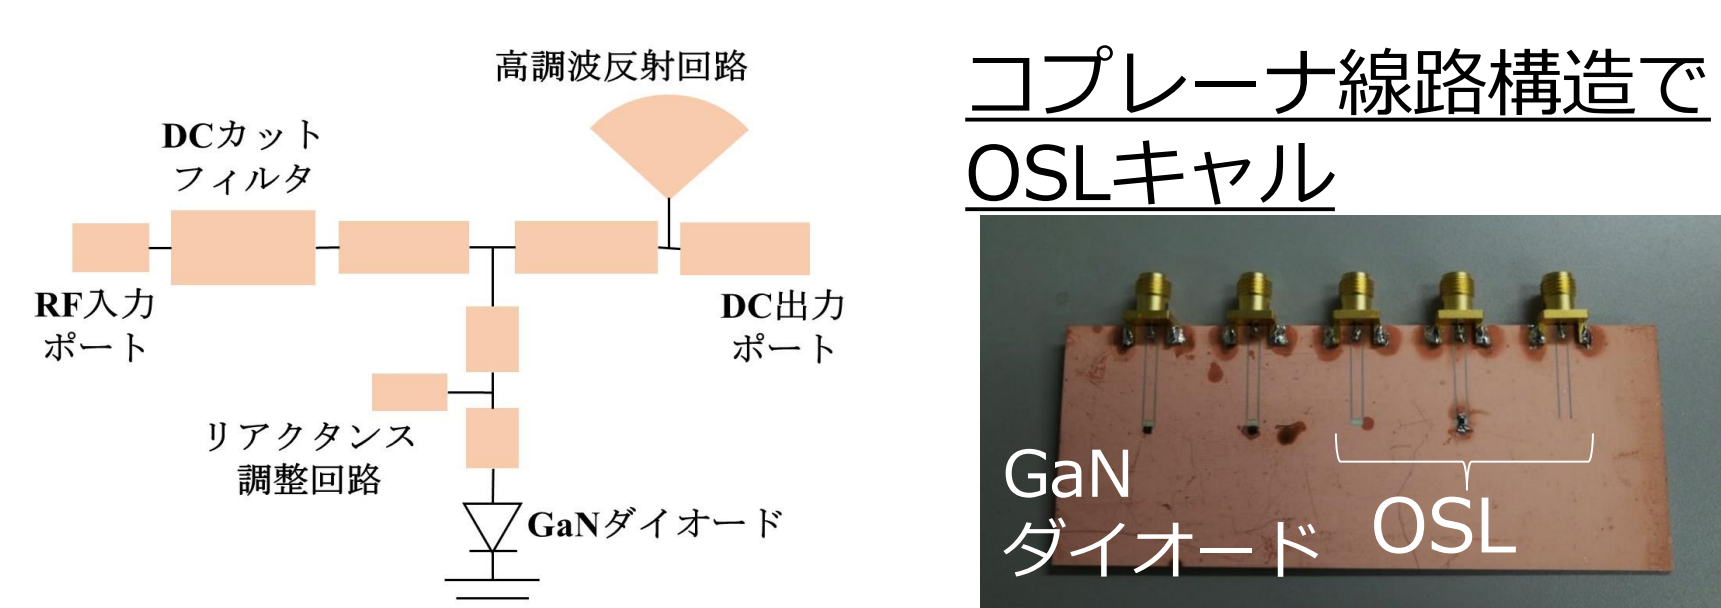 高調波反射回路
DCカット
フィルタ
RF入力
ポート
DC出力
ポート
リアクタンス
調整回路
GaNダイオード
コプレーナ線路構造で
OSLキャル
GaN
ダイオード
OSL